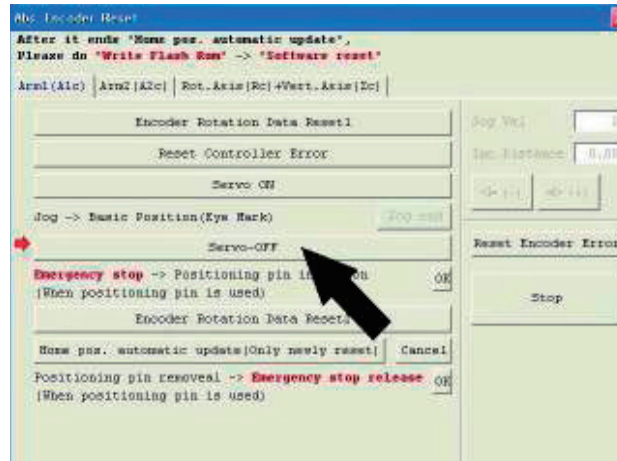 Abs Encoder Reset
After it ends "Home pos. automatic update",
Please do "Write Flash Rom" -> "Software reset"
Arm1(A1c) Arm2(A2c) Rot.Axis(Rc)+Vert.Axis(Zc)
Encoder Rotation Data Reset1
Reset Controller Error
Servo ON
Jog -> Basic Position(Eye Mark) Jog end
Servo-OFF
Emergency stop -> Positioning pin
OK
(When positioning pin is used)
Encoder Rotation Data
Home pos. automatic update(Only newly reset) Cancel
Positioning pin removeal -> Emergency stop release OK
(When positioning pin is used)
Jog Vel
Inc. Distance 0.00
Reset Encoder Error
Stop